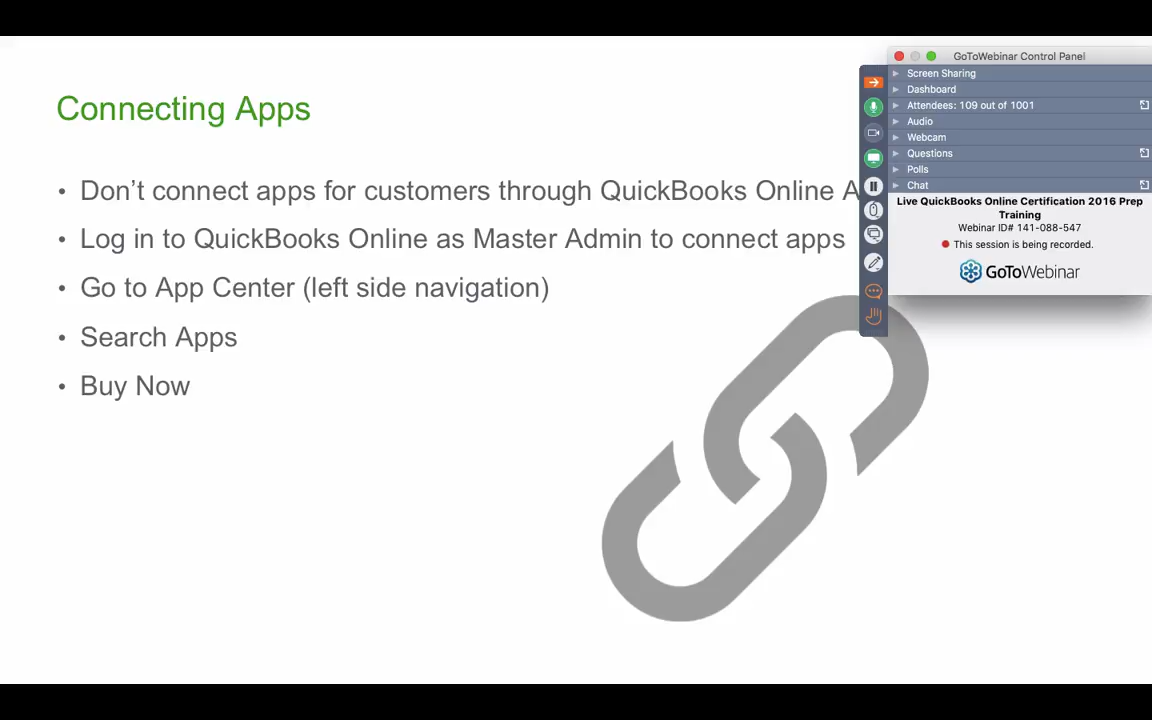 Connecting Apps
• Don’t connect apps for customers through QuickBooks Online A
• Log in to QuickBooks Online as Master Admin to connect apps
• Go to App Center (left side navigation)
• Search Apps
• Buy Now
GoToWebinar Control Panel
Screen Sharing
Dashboard
Attendees: 109 out of 1001
Audio
Webcam
Questions
Polls
Chat
Live QuickBooks Online Certification 2016 Prep
Training
Webinar ID# 141-088-547
This session is being recorded.
GoToWebinar